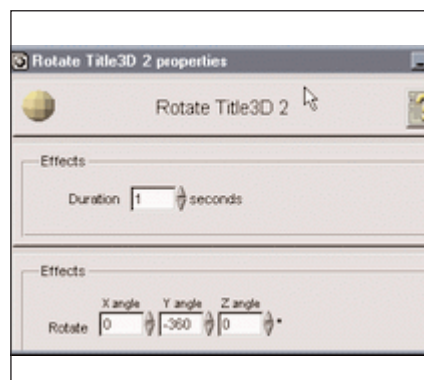 Rotate Title3D 2 properties
Rotate Title3D 2
Effects
Duration 1 seconds
Effects
X angle Y angle Z angle
Rotate 0 -360 0 °